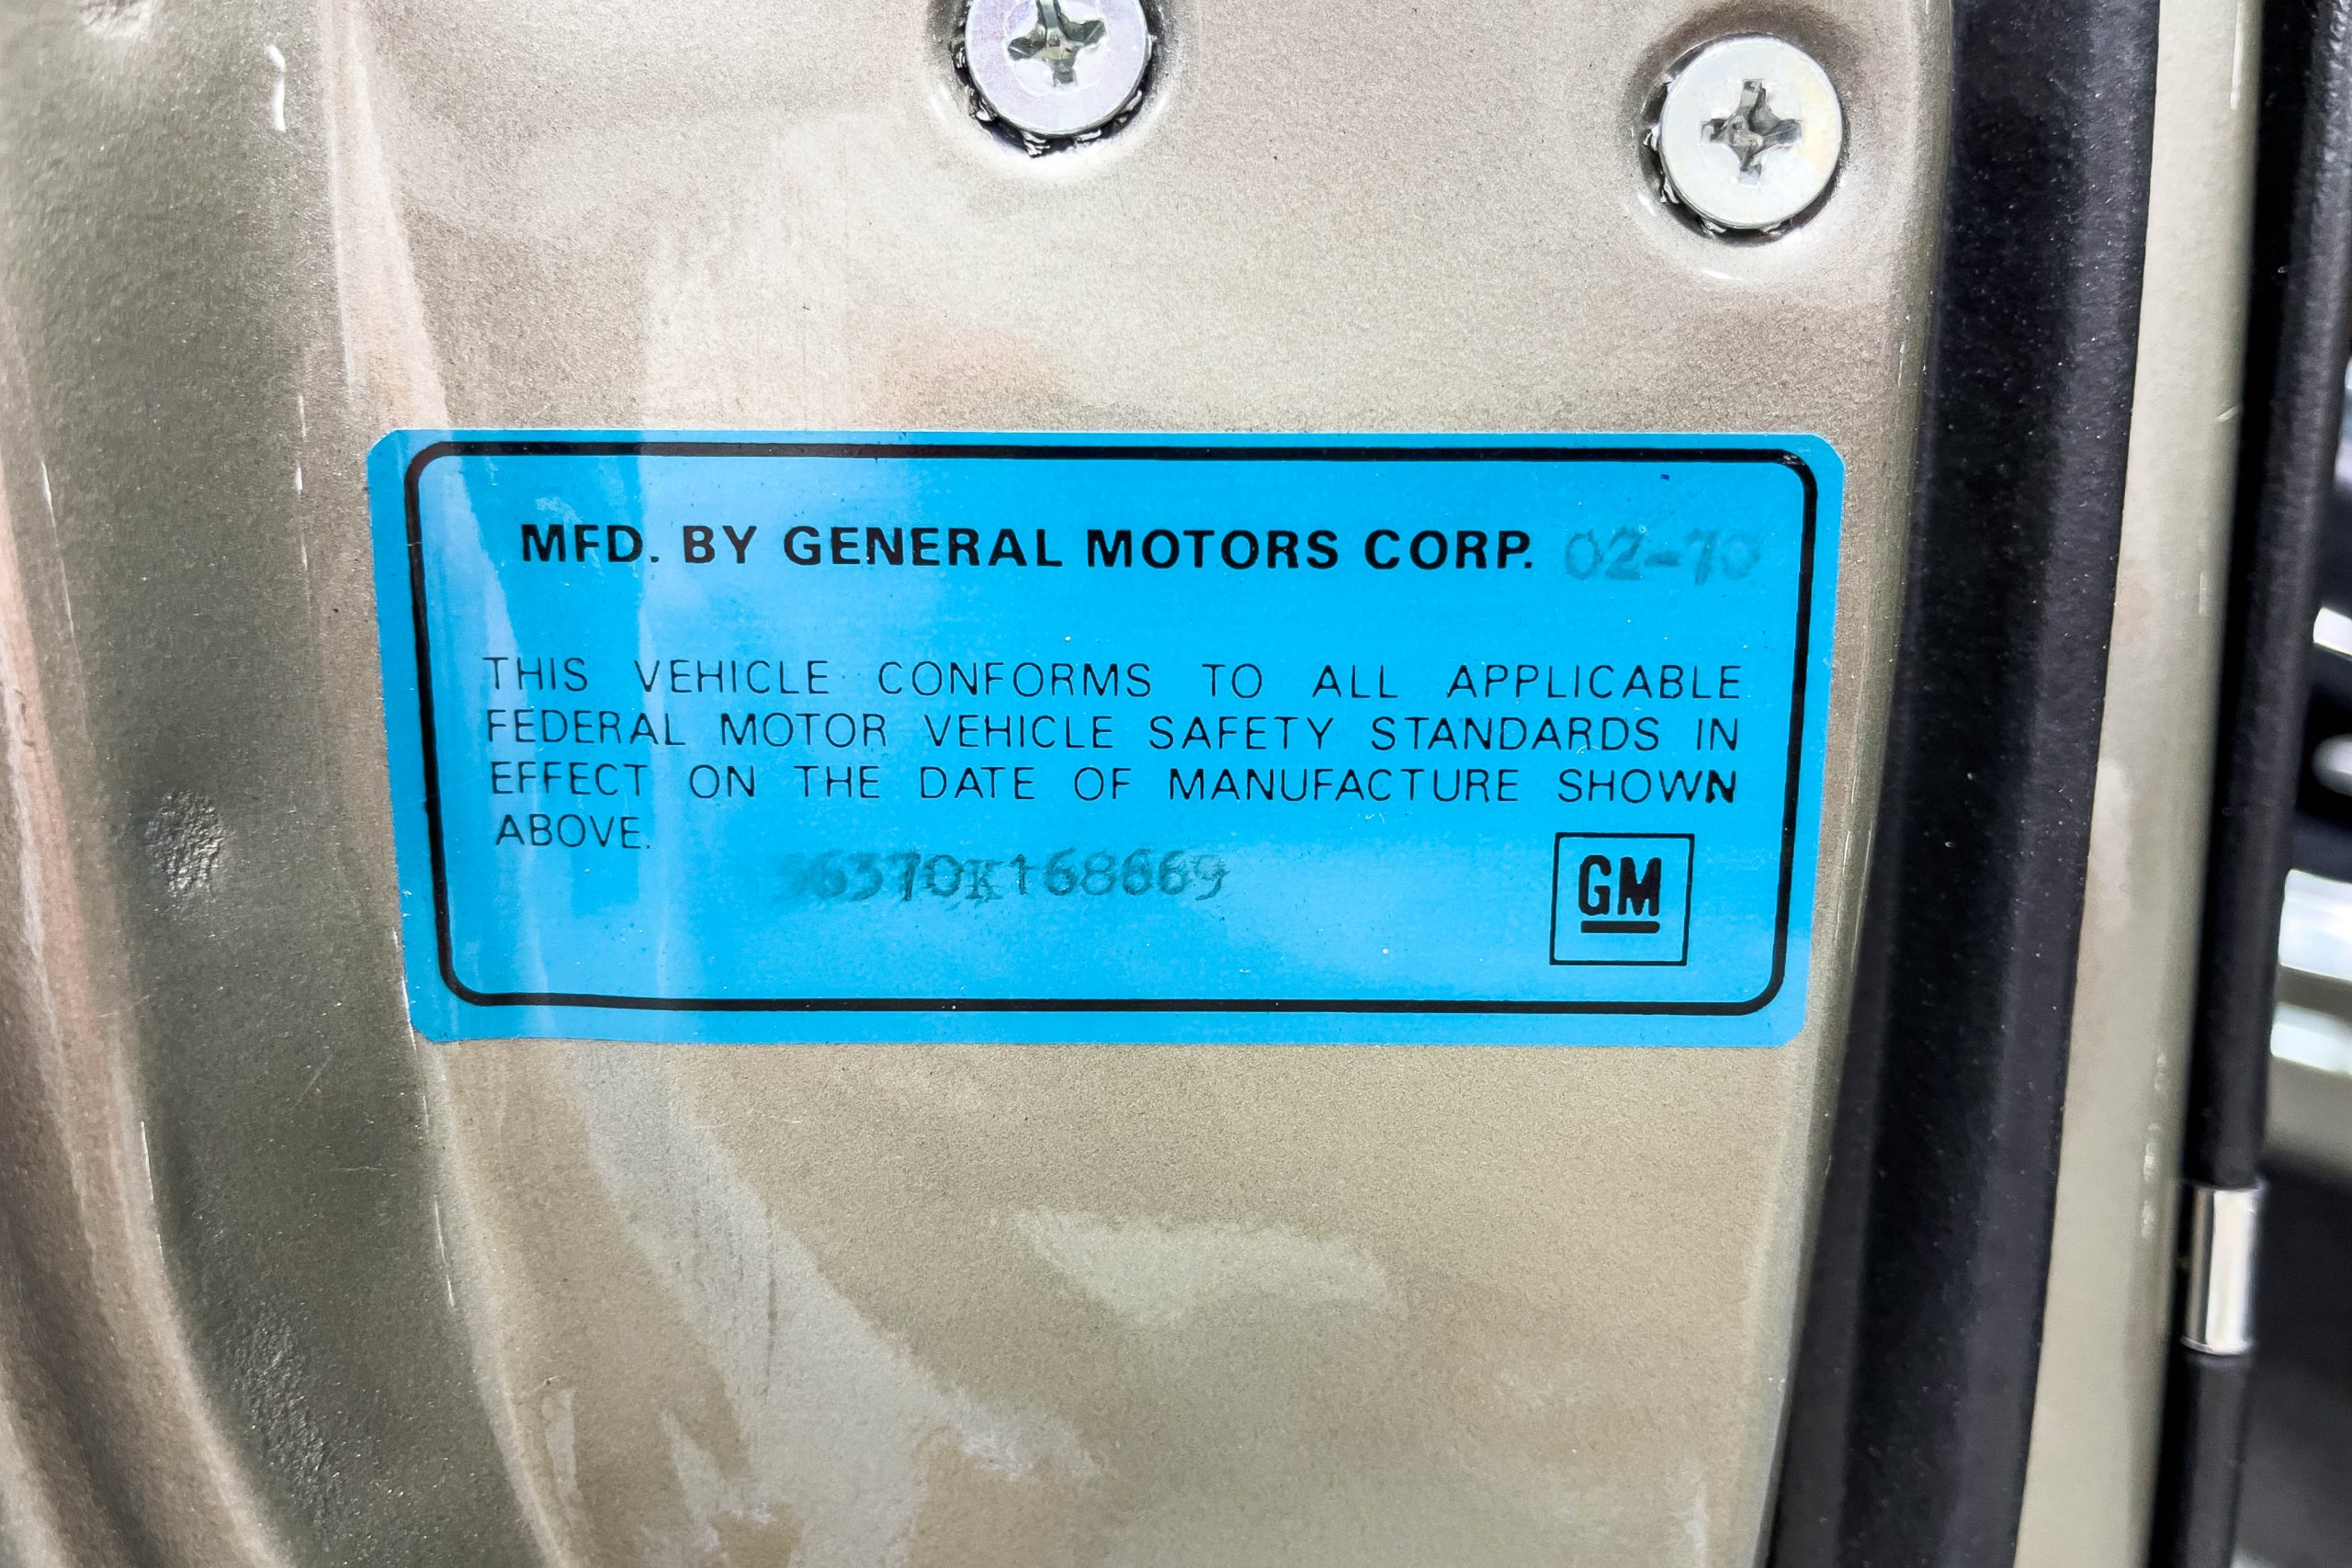 MFD. BY GENERAL MOTORS CORP. 02-70
THIS VEHICLE CONFORMS TO ALL APPLICABLE
FEDERAL MOTOR VEHICLE SAFETY STANDARDS IN
EFFECT ON THE DATE OF MANUFACTURE SHOWN
ABOVE.
GM